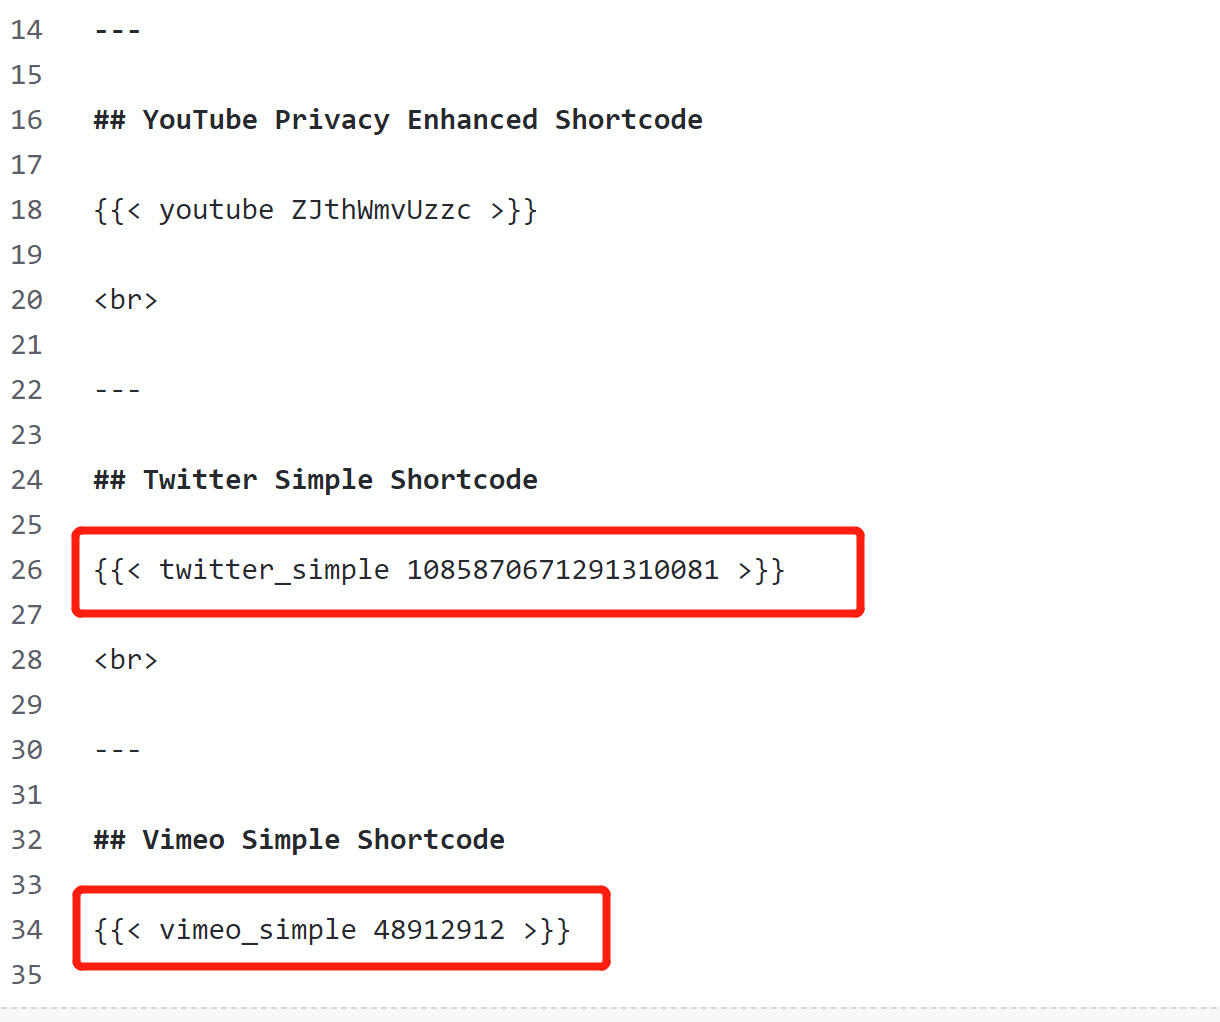 14 ---
15
16 ## YouTube Privacy Enhanced Shortcode
17
18 {{< youtube ZJthWmvUzzc >}}
19
20 <br>
21
22 ---
23
24 ## Twitter Simple Shortcode
25
26 {{< twitter_simple 1085870671291310081 >}}
27
28 <br>
29
30 ---
31
32 ## Vimeo Simple Shortcode
33
34 {{< vimeo_simple 48912912 >}}
35